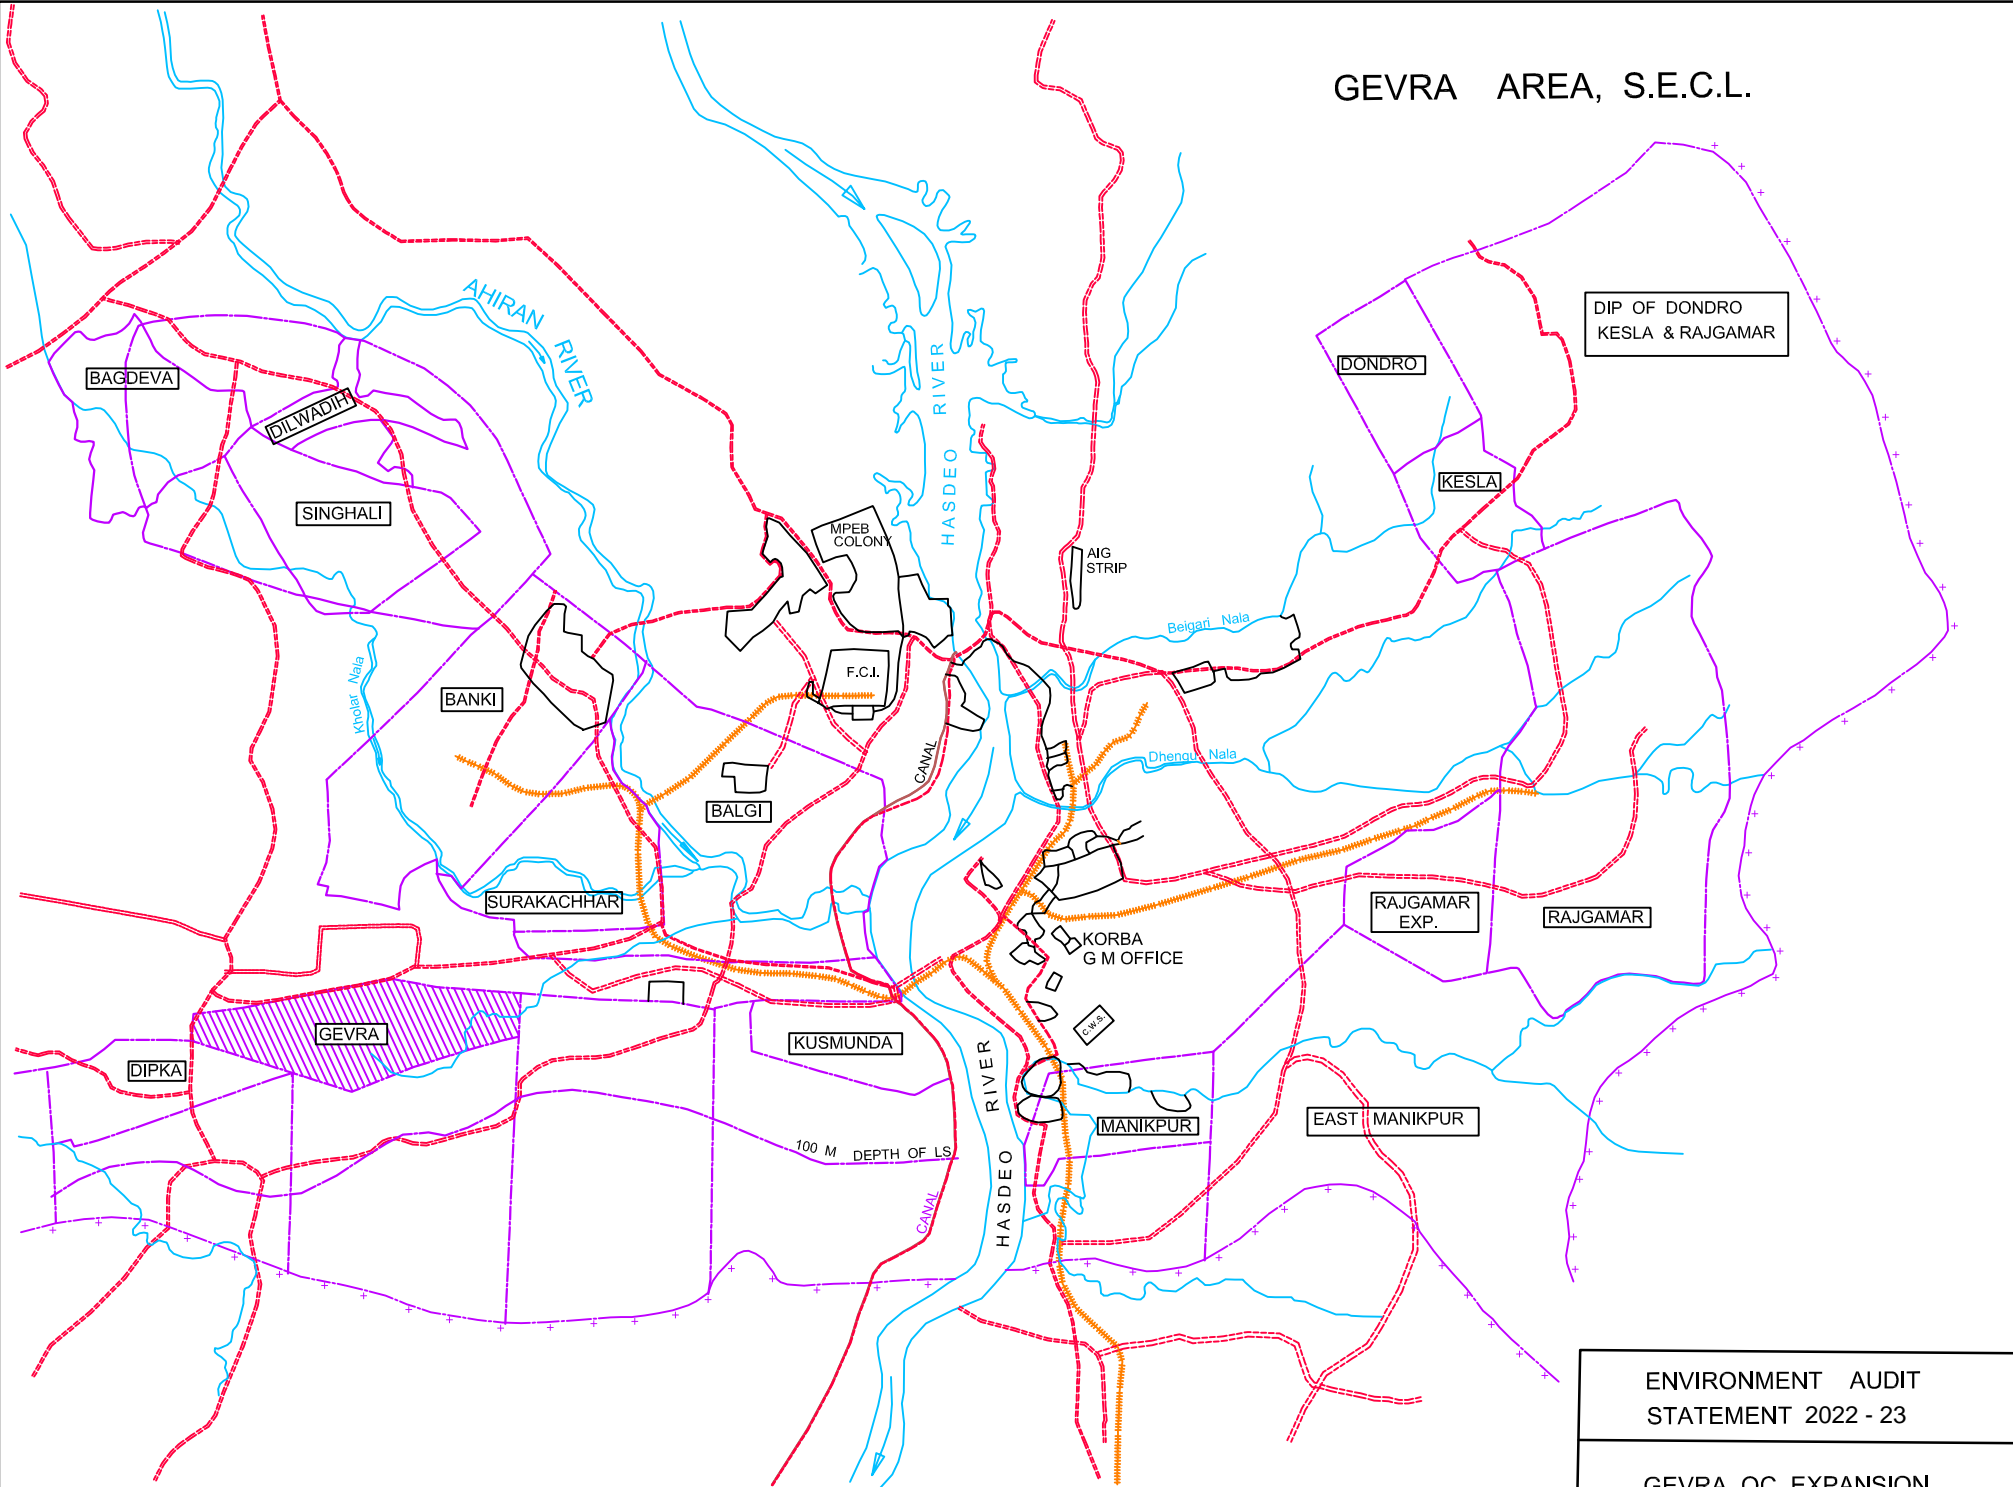 GEVRA AREA, S.E.C.L.
AHIRAN
RIVER
HASDEO RIVER
DIP OF DONDRO
KESLA & RAJGAMAR
DONDRO
BAGDEVA
DILWADIH
KESLA
SINGHALI
MPEB
COLONY
AIG
STRIP
Beigari Nala
F.C.I.
Kholar Nala
BANKI
CANAL
Dhengu Nala
BALGI
SURAKACHHAR
RAJGAMAR
EXP.
RAJGAMAR
KORBA
G M OFFICE
GEVRA
C.W.S.
KUSMUNDA
DIPKA
HASDEO RIVER
MANIKPUR
EAST MANIKPUR
100 M DEPTH OF LS
CANAL
ENVIRONMENT AUDIT
STATEMENT 2022 - 23
GEVRA OC EXPANSION